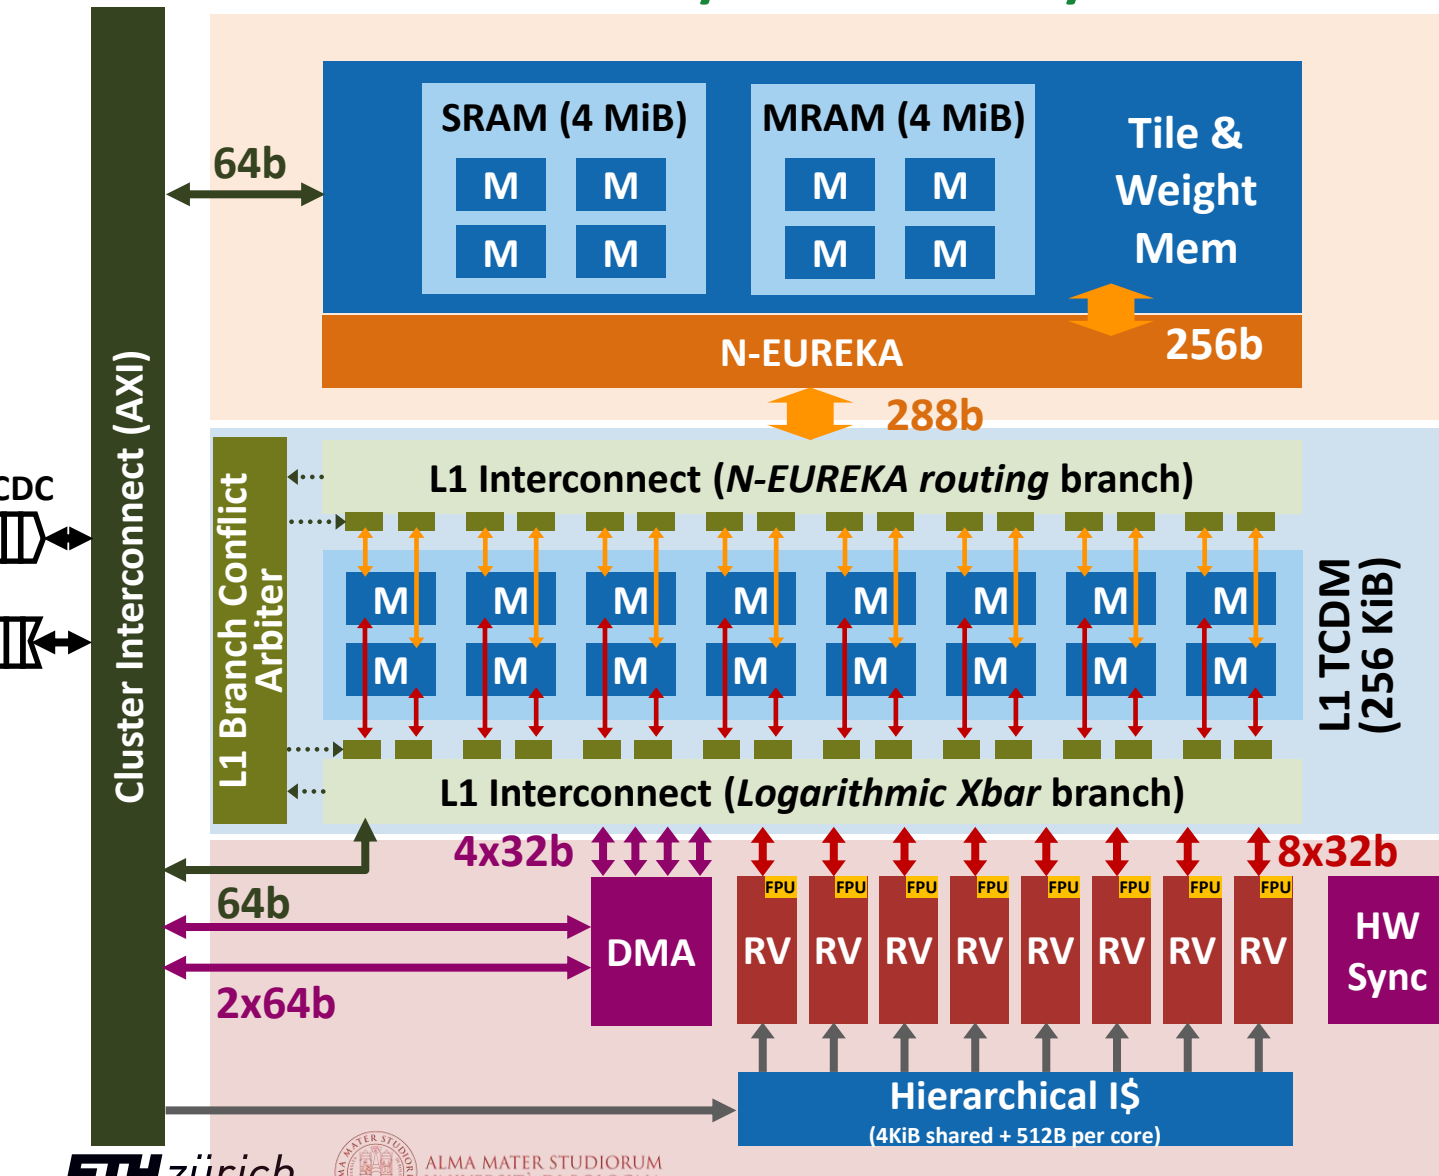 SRAM (4 MiB)
MRAM (4 MiB)
Tile &
Weight
Mem
M M M M
M M M M
64b
N-EUREKA
256b
288b
Cluster Interconnect (AXI)
CDC
L1 Branch Conflict
Arbiter
L1 Interconnect (N-EUREKA routing branch)
M M M M M M M M
M M M M M M M M
L1 TCDM
(256 KiB)
L1 Interconnect (Logarithmic Xbar branch)
4x32b
8x32b
64b
2x64b
DMA
FPU FPU FPU FPU FPU FPU FPU FPU
RV RV RV RV RV RV RV RV
HW
Sync
Hierarchical I$
(4KiB shared + 512B per core)
ETH zürich
ALMA MATER STUDIORUM